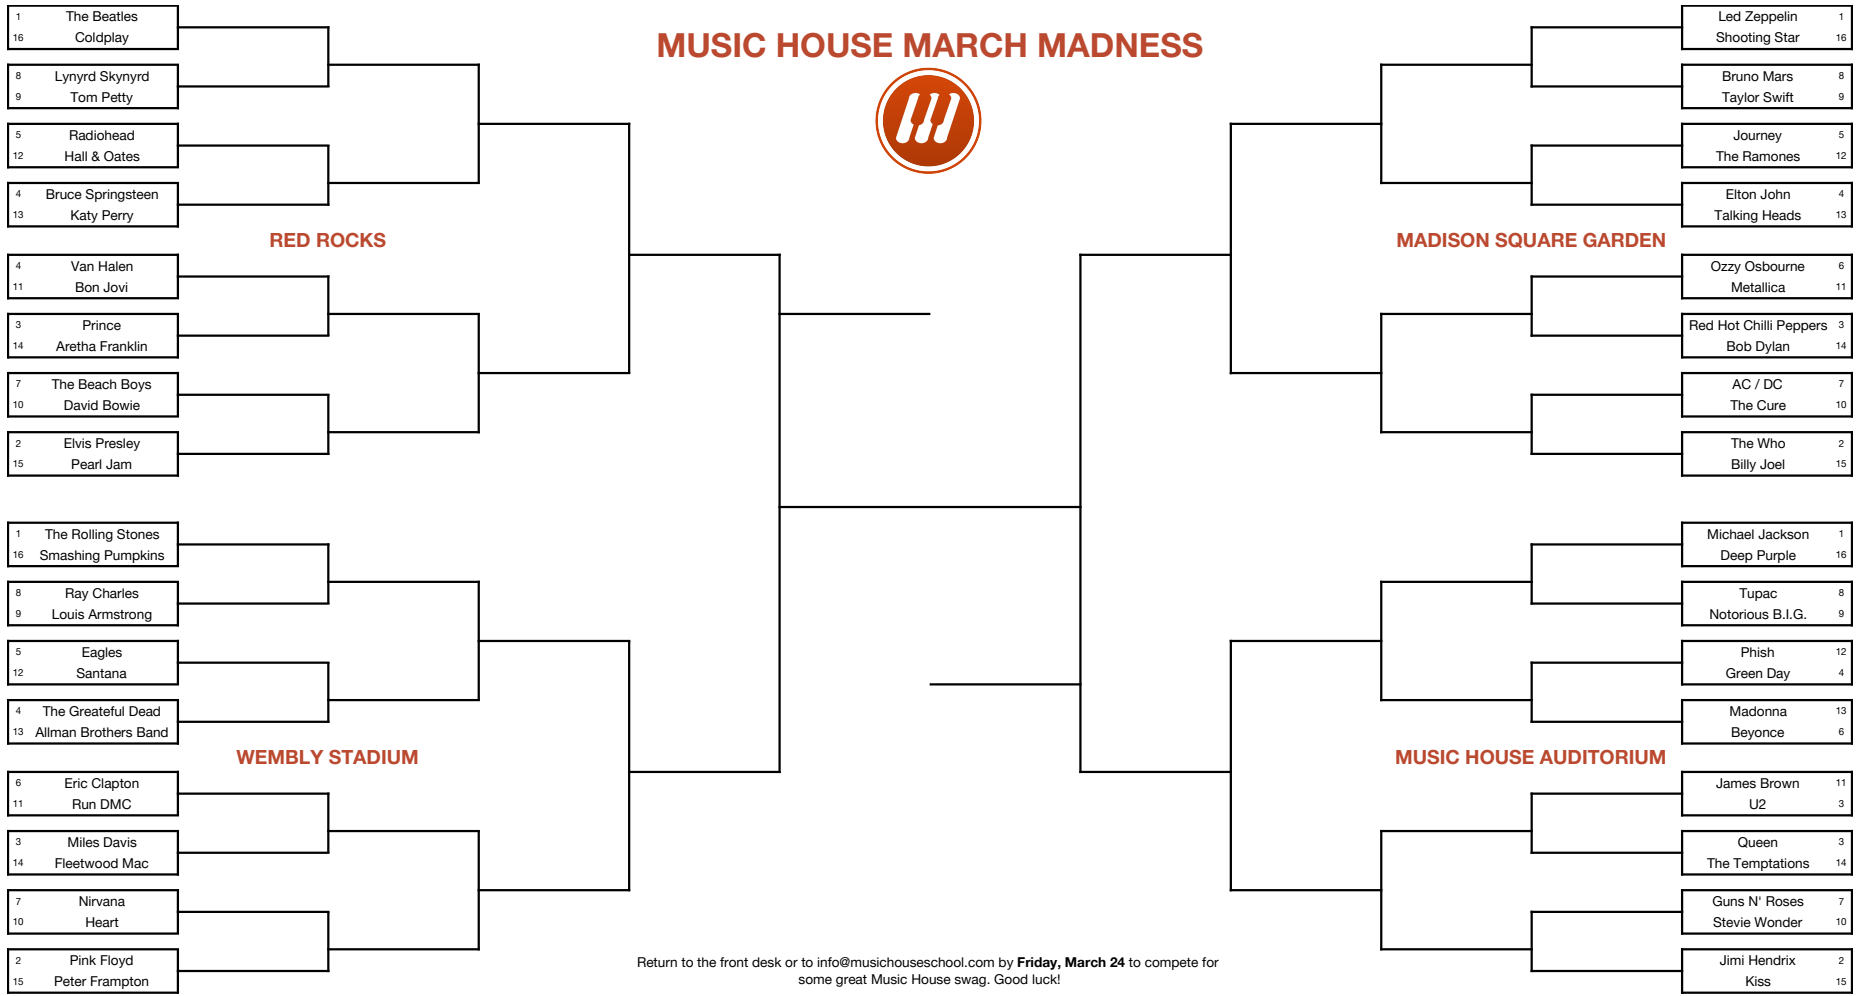 MUSIC HOUSE MARCH MADNESS
1 The Beatles
16 Coldplay
8 Lynyrd Skynyrd
9 Tom Petty
5 Radiohead
12 Hall & Oates
4 Bruce Springsteen
13 Katy Perry
RED ROCKS
4 Van Halen
11 Bon Jovi
3 Prince
14 Aretha Franklin
7 The Beach Boys
10 David Bowie
2 Elvis Presley
15 Pearl Jam
1 The Rolling Stones
16 Smashing Pumpkins
8 Ray Charles
9 Louis Armstrong
5 Eagles
12 Santana
4 The Greateful Dead
13 Allman Brothers Band
WEMBLY STADIUM
6 Eric Clapton
11 Run DMC
3 Miles Davis
14 Fleetwood Mac
7 Nirvana
10 Heart
2 Pink Floyd
15 Peter Frampton
Led Zeppelin 1
Shooting Star 16
Bruno Mars 8
Taylor Swift 9
Journey 5
The Ramones 12
Elton John 4
Talking Heads 13
MADISON SQUARE GARDEN
Ozzy Osbourne 6
Metallica 11
Red Hot Chilli Peppers 3
Bob Dylan 14
AC / DC 7
The Cure 10
The Who 2
Billy Joel 15
Michael Jackson 1
Deep Purple 16
Tupac 8
Notorious B.I.G. 9
Phish 12
Green Day 4
Madonna 13
Beyonce 6
MUSIC HOUSE AUDITORIUM
James Brown 11
U2 3
Queen 3
The Temptations 14
Guns N' Roses 7
Stevie Wonder 10
Jimi Hendrix 2
Kiss 15
Return to the front desk or to info@musichouseschool.com by Friday, March 24 to compete for
some great Music House swag. Good luck!